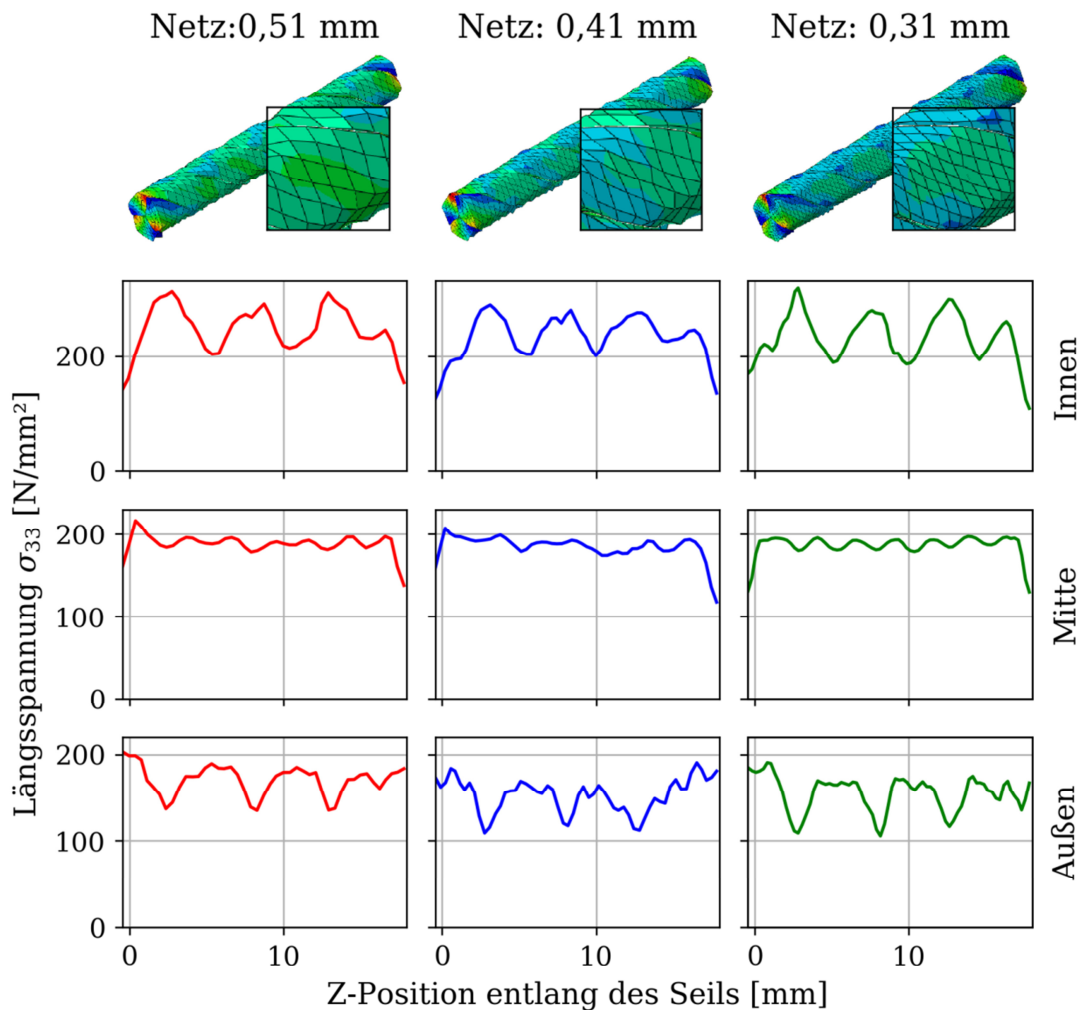 Netz:0,51 mm
Netz: 0,41 mm
Netz: 0,31 mm
200
0
Innen
200
100
0
Mitte
200
100
0
Außen
0 10
0 10
0 10
Längsspannung σ₃₃ [N/mm²]
Z-Position entlang des Seils [mm]